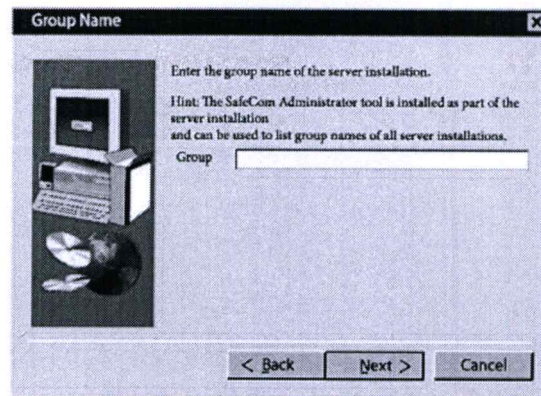 Group Name
Enter the group name of the server installation.
Hint: The SafeCom Administrator tool is installed as part of the
server installation
and can be used to list group names of all server installations.
Group
< Back
Next >
Cancel